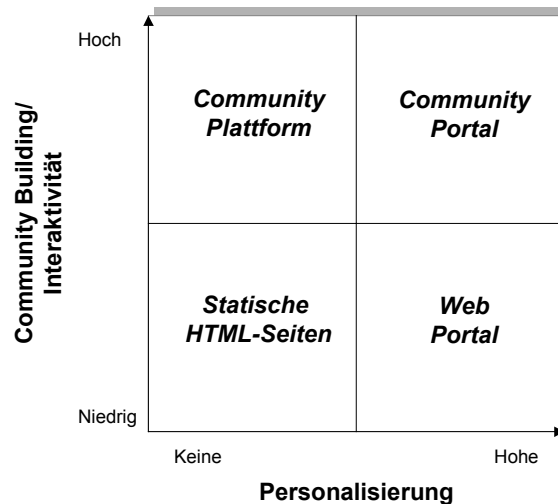 Hoch
Community
Plattform
Community
Portal
Community Building/
Interaktivität
Statische
HTML-Seiten
Web
Portal
Niedrig
Keine
Hohe
Personalisierung